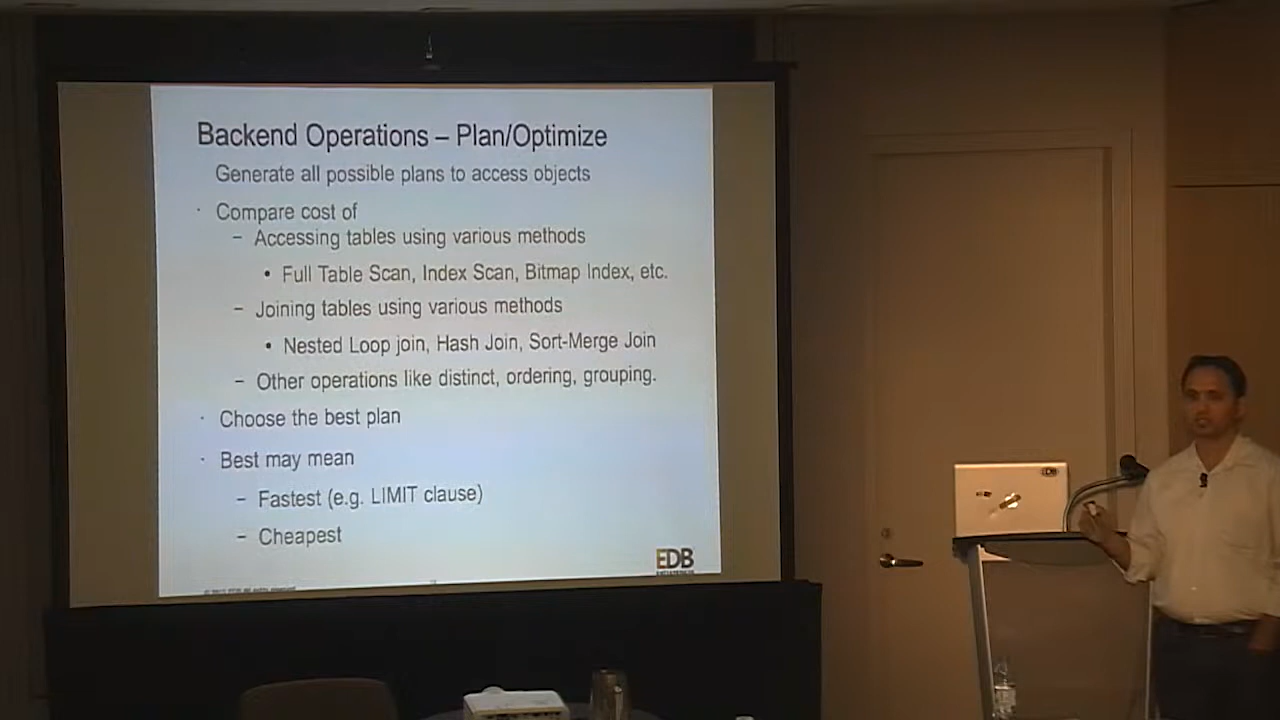 Backend Operations – Plan/Optimize
Generate all possible plans to access objects
· Compare cost of
– Accessing tables using various methods
• Full Table Scan, Index Scan, Bitmap Index, etc.
– Joining tables using various methods
• Nested Loop join, Hash Join, Sort-Merge Join
– Other operations like distinct, ordering, grouping.
· Choose the best plan
· Best may mean
– Fastest (e.g. LIMIT clause)
– Cheapest
EDB